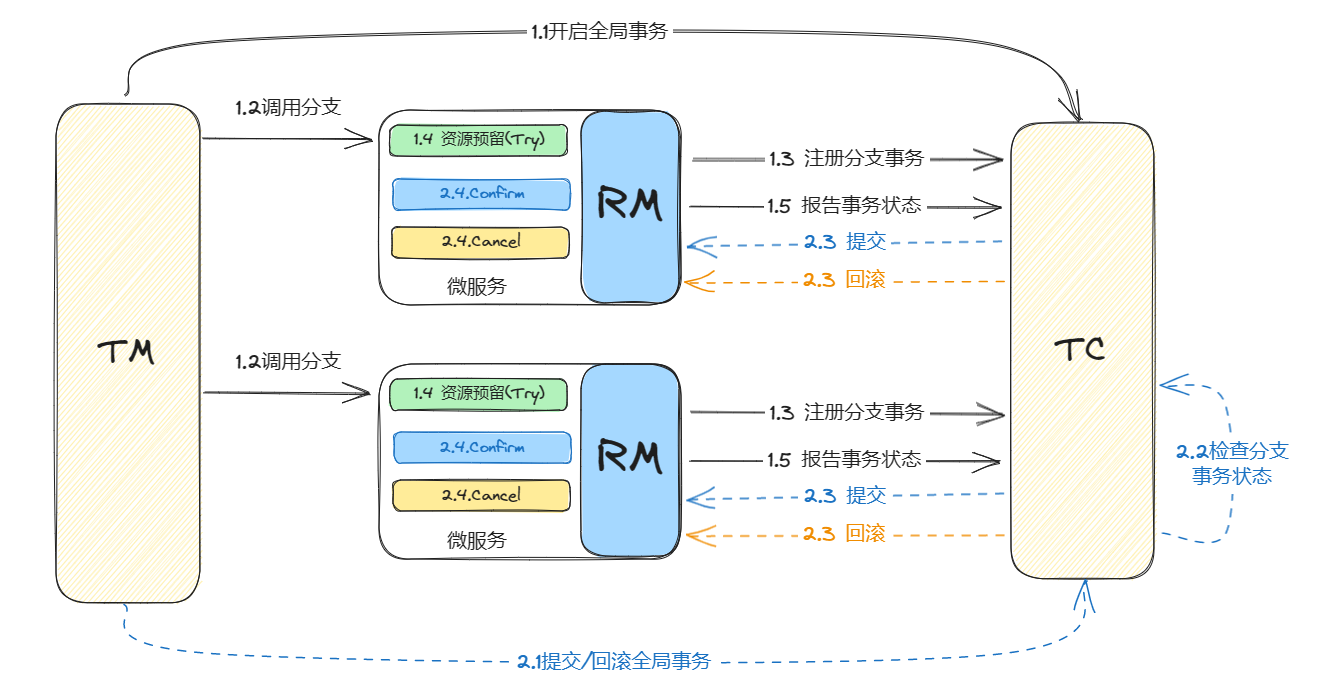 1.1开启全局事务
TM
1.2调用分支
1.4 资源预留(Try)
2.4.Confirm
2.4.Cancel
微服务
RM
1.3 注册分支事务
1.5 报告事务状态
2.3 提交
2.3 回滚
1.2调用分支
1.4 资源预留(Try)
2.4.Confirm
2.4.Cancel
微服务
RM
1.3 注册分支事务
1.5 报告事务状态
2.3 提交
2.3 回滚
TC
2.2检查分支
事务状态
2.1提交/回滚全局事务